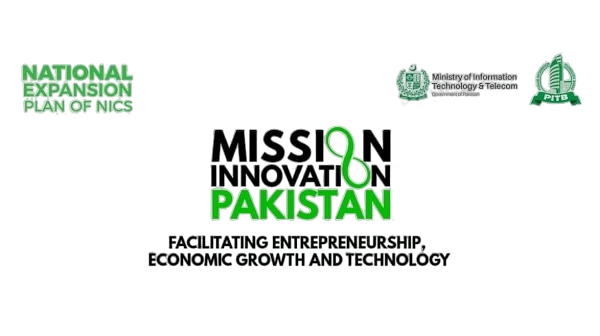 NATIONAL
EXPANSION
PLAN OF NICS
Ministry of Information
Technology & Telecom
Government of Pakistan
PITB
MISSION
INNOVATION
PAKISTAN
FACILITATING ENTREPRENEURSHIP,
ECONOMIC GROWTH AND TECHNOLOGY